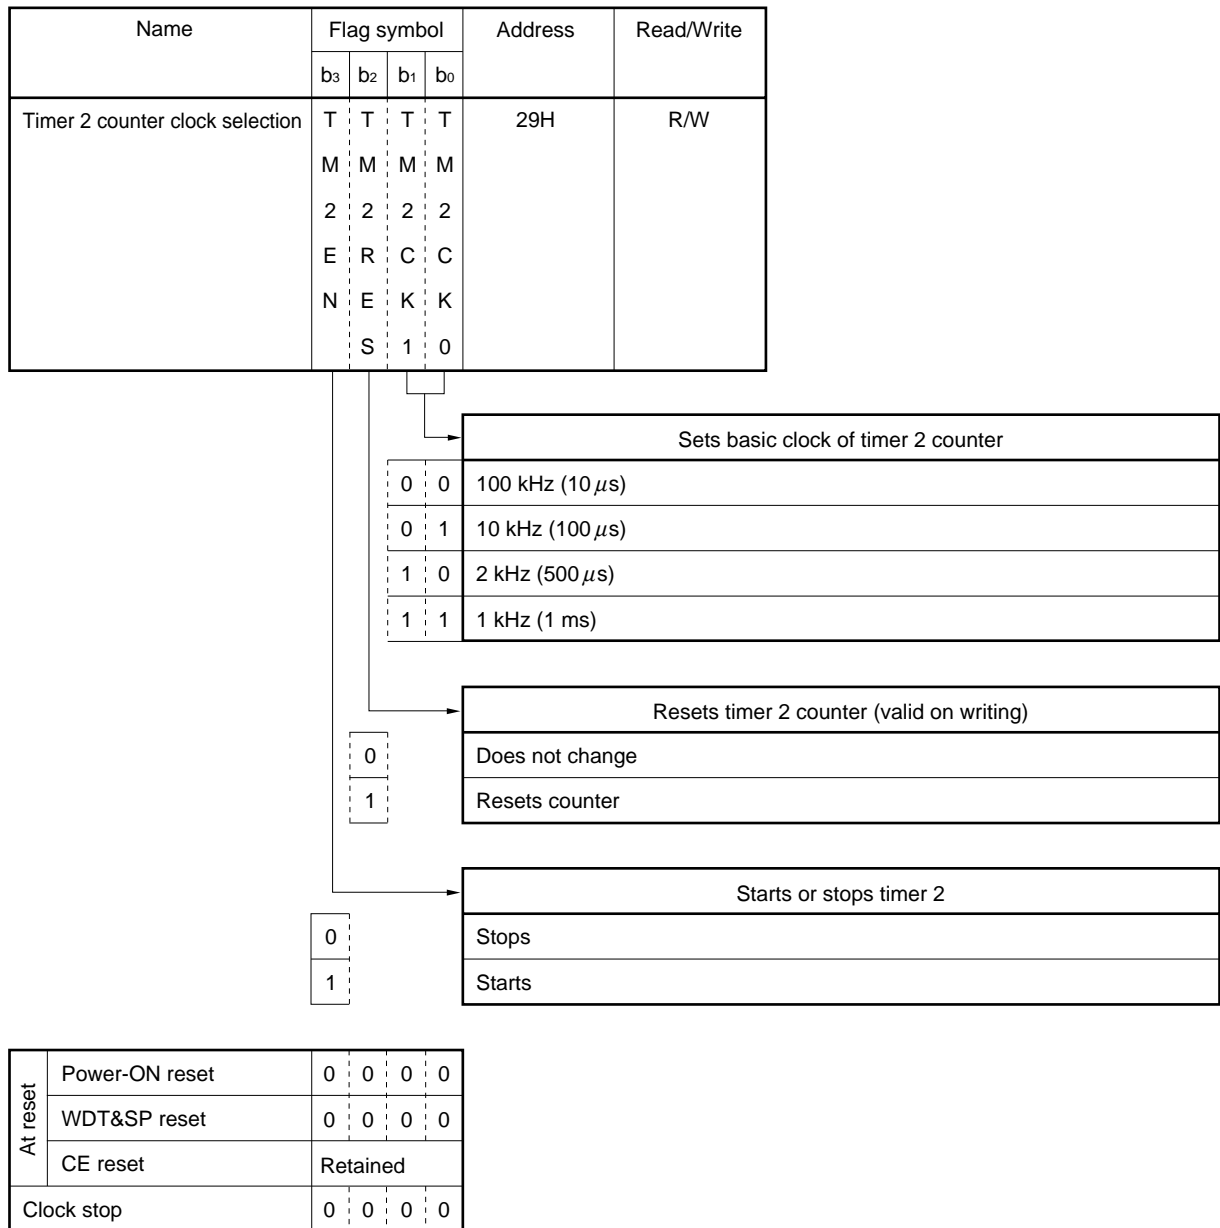 Name Flag symbol Address Read/Write
b3 b2 b1 b0
Timer 2 counter clock selection T T T T 29H R/W
M M M M
2 2 2 2
E R C C
N E K K
S 1 0
Sets basic clock of timer 2 counter
0 0 100 kHz (10 μs)
0 1 10 kHz (100 μs)
1 0 2 kHz (500 μs)
1 1 1 kHz (1 ms)
Resets timer 2 counter (valid on writing)
0 Does not change
1 Resets counter
Starts or stops timer 2
0 Stops
1 Starts
At reset
Power-ON reset 0 0 0 0
WDT&SP reset 0 0 0 0
CE reset Retained
Clock stop 0 0 0 0